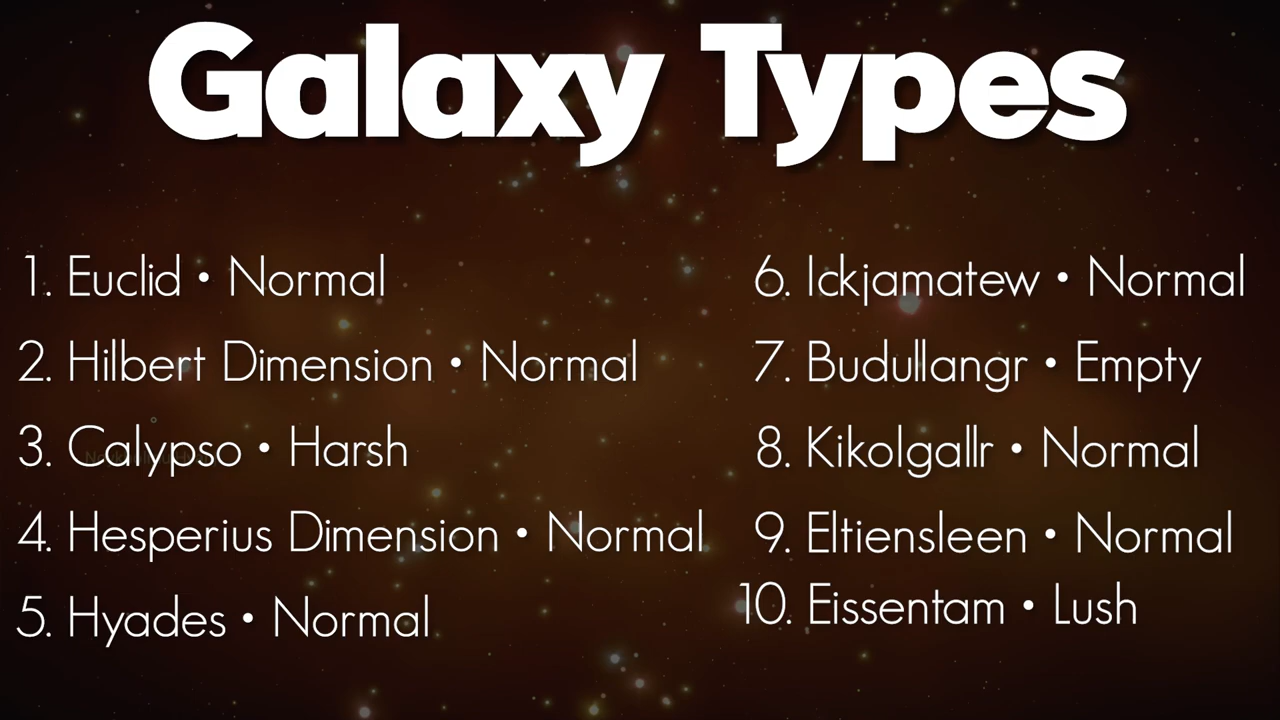 Galaxy Types
1. Euclid • Normal
2. Hilbert Dimension • Normal
3. Calypso • Harsh
4. Hesperius Dimension • Normal
5. Hyades • Normal
6. Ickjamatew • Normal
7. Budullangr • Empty
8. Kikolgallr • Normal
9. Eltiensleen • Normal
10. Eissentam • Lush